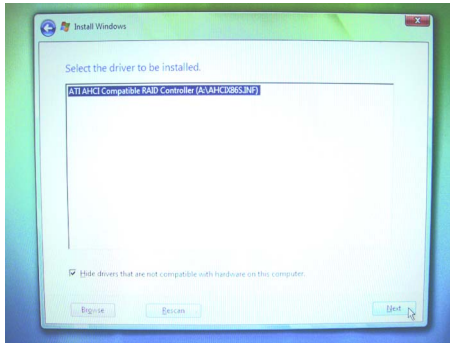 Install Windows
Select the driver to be installed.
ATI AHCI Compatible RAID Controller (A:\AHCIX86S.INF)
Hide drivers that are not compatible with hardware on this computer.
Browse
Rescan
Next